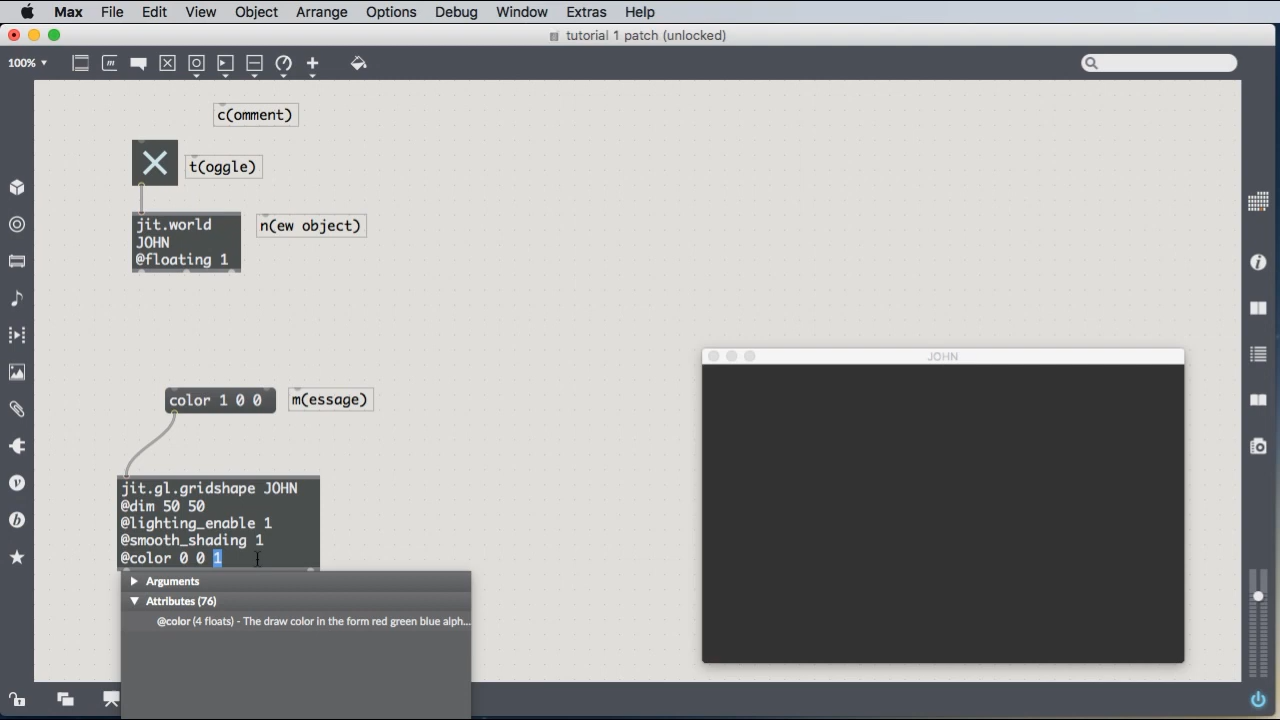 Max File Edit View Object Arrange Options Debug Window Extras Help
tutorial 1 patch (unlocked)
100%
c(omment)
t(oggle)
jit.world
JOHN
@floating 1
n(ew object)
JOHN
color 1 0 0
m(essage)
jit.gl.gridshape JOHN
@dim 50 50
@lighting_enable 1
@smooth_shading 1
@color 0 0 1
Arguments
Attributes (76)
@color (4 floats) - The draw color in the form red green blue alph...